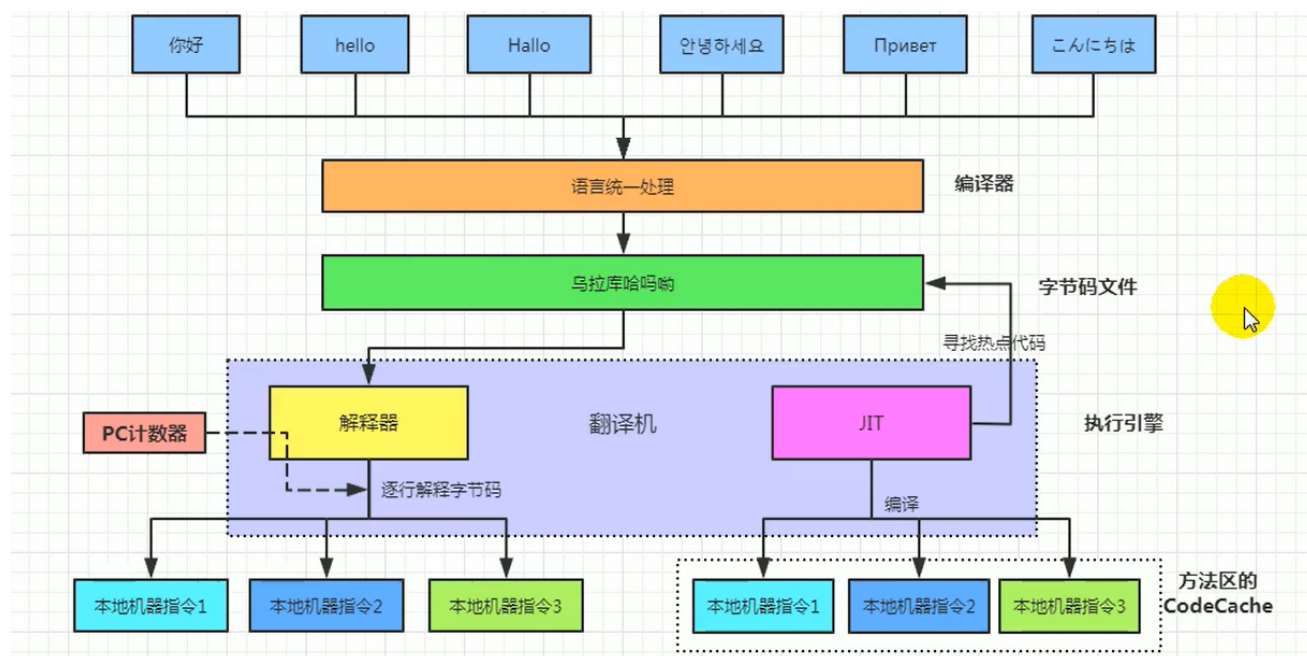 你好
hello
Hallo
안녕하세요
Привет
こんにちは
语言统一处理
编译器
乌拉库哈吗哟
字节码文件
寻找热点代码
解释器
翻译机
JIT
执行引擎
PC计数器
逐行解释字节码
编译
本地机器指令1
本地机器指令2
本地机器指令3
本地机器指令1
本地机器指令2
本地机器指令3
方法区的
CodeCache